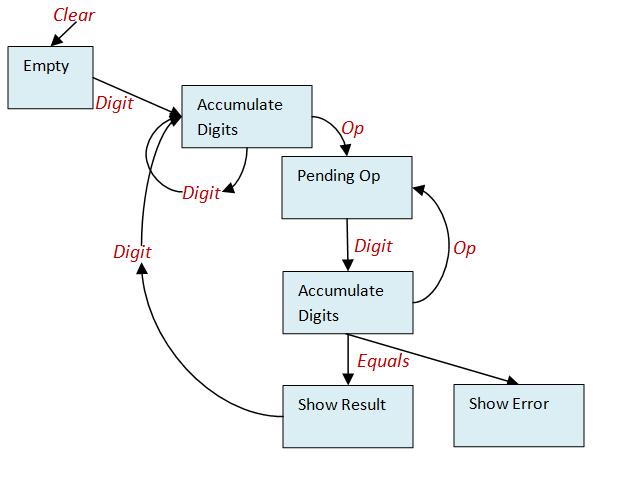 Clear
Empty
Digit
Accumulate
Digits
Op
Pending Op
Digit
Digit
Op
Digit
Accumulate
Digits
Equals
Show Result
Show Error